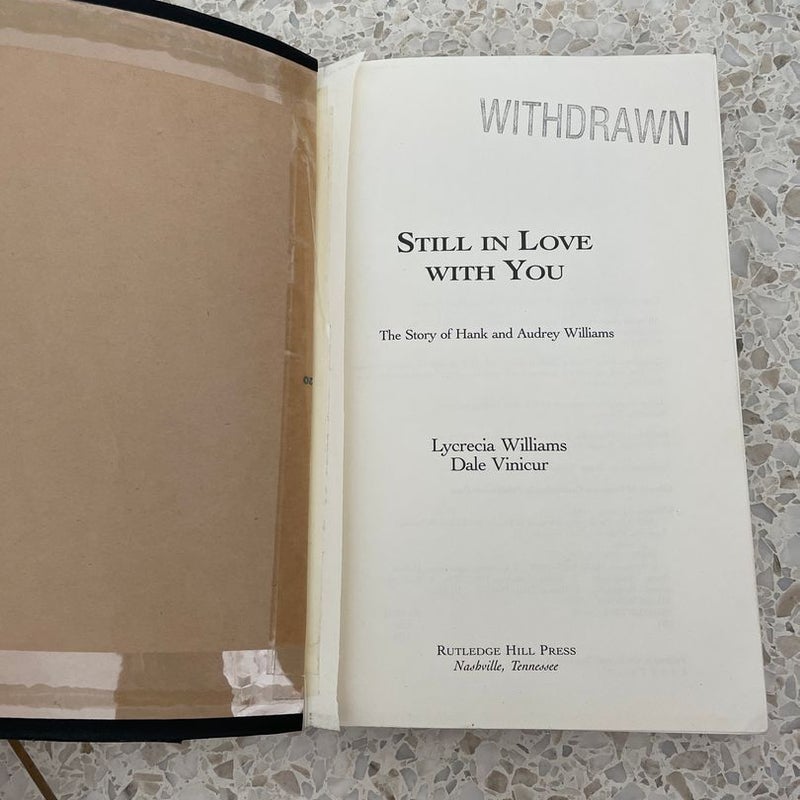 WITHDRAWN
STILL IN LOVE
WITH YOU
The Story of Hank and Audrey Williams
Lycrecia Williams
Dale Vinicur
RUTLEDGE HILL PRESS
Nashville, Tennessee